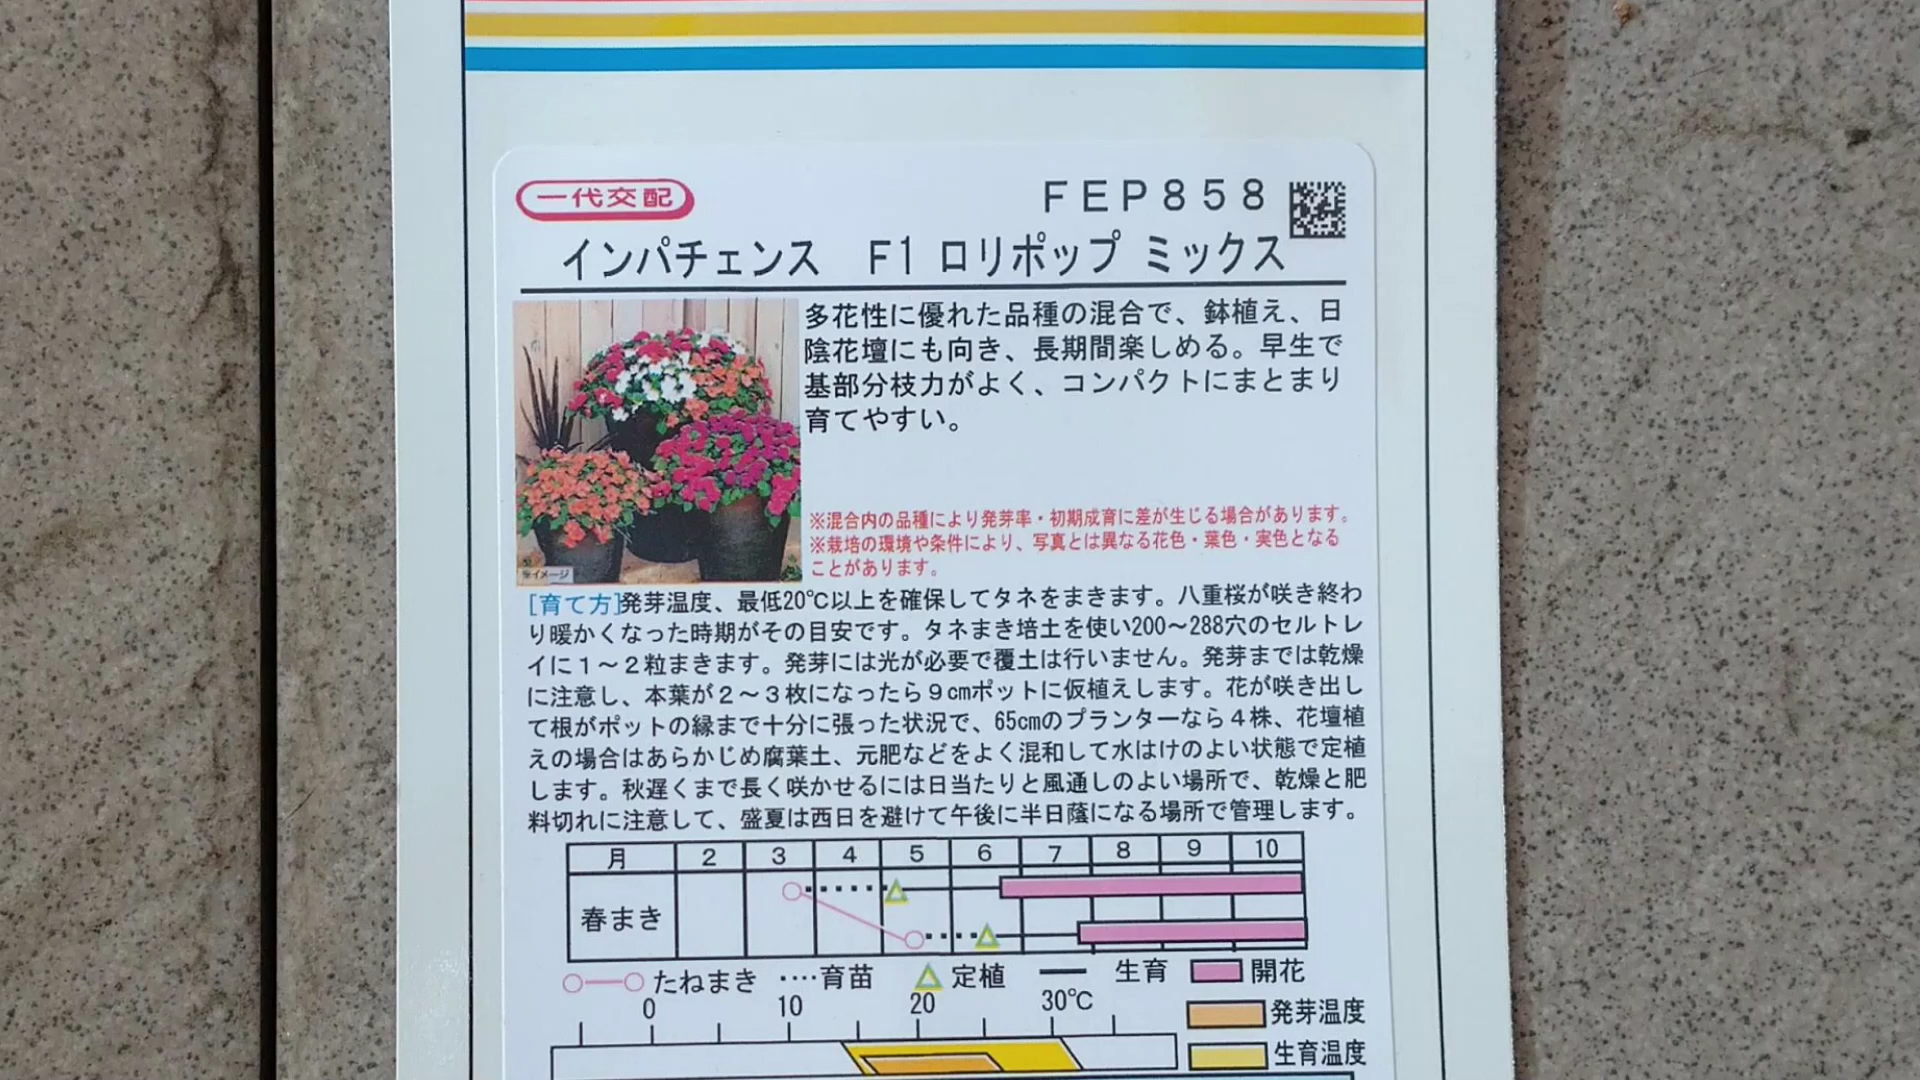 一代交配
FEP858
インパチェンス F1 ロリポップ ミックス
多花性に優れた品種の混合で、鉢植え、日
陰花壇にも向き、長期間楽しめる。早生で
基部分枝力がよく、コンパクトにまとまり
育てやすい。
※混合内の品種により発芽率・初期成育に差が生じる場合があります。
※栽培の環境や条件により、写真とは異なる花色・葉色・実色となる
ことがあります。
※イメージ
[育て方]発芽温度、最低20℃以上を確保してタネをまきます。八重桜が咲き終わ
り暖かくなった時期がその目安です。タネまき培土を使い200～288穴のセルトレ
イに１～２粒まきます。発芽には光が必要で覆土は行いません。発芽までは乾燥
に注意し、本葉が２～３枚になったら９cmポットに仮植えします。花が咲き出し
て根がポットの縁まで十分に張った状況で、65cmのプランターなら４株、花壇植
えの場合はあらかじめ腐葉土、元肥などをよく混和して水はけのよい状態で定植
します。秋遅くまで長く咲かせるには日当たりと風通しのよい場所で、乾燥と肥
料切れに注意して、盛夏は西日を避けて午後に半日蔭になる場所で管理します。
月 2 3 4 5 6 7 8 9 10
春まき
たねまき 育苗 定植 生育 開花
0 10 20 30℃
発芽温度
生育温度